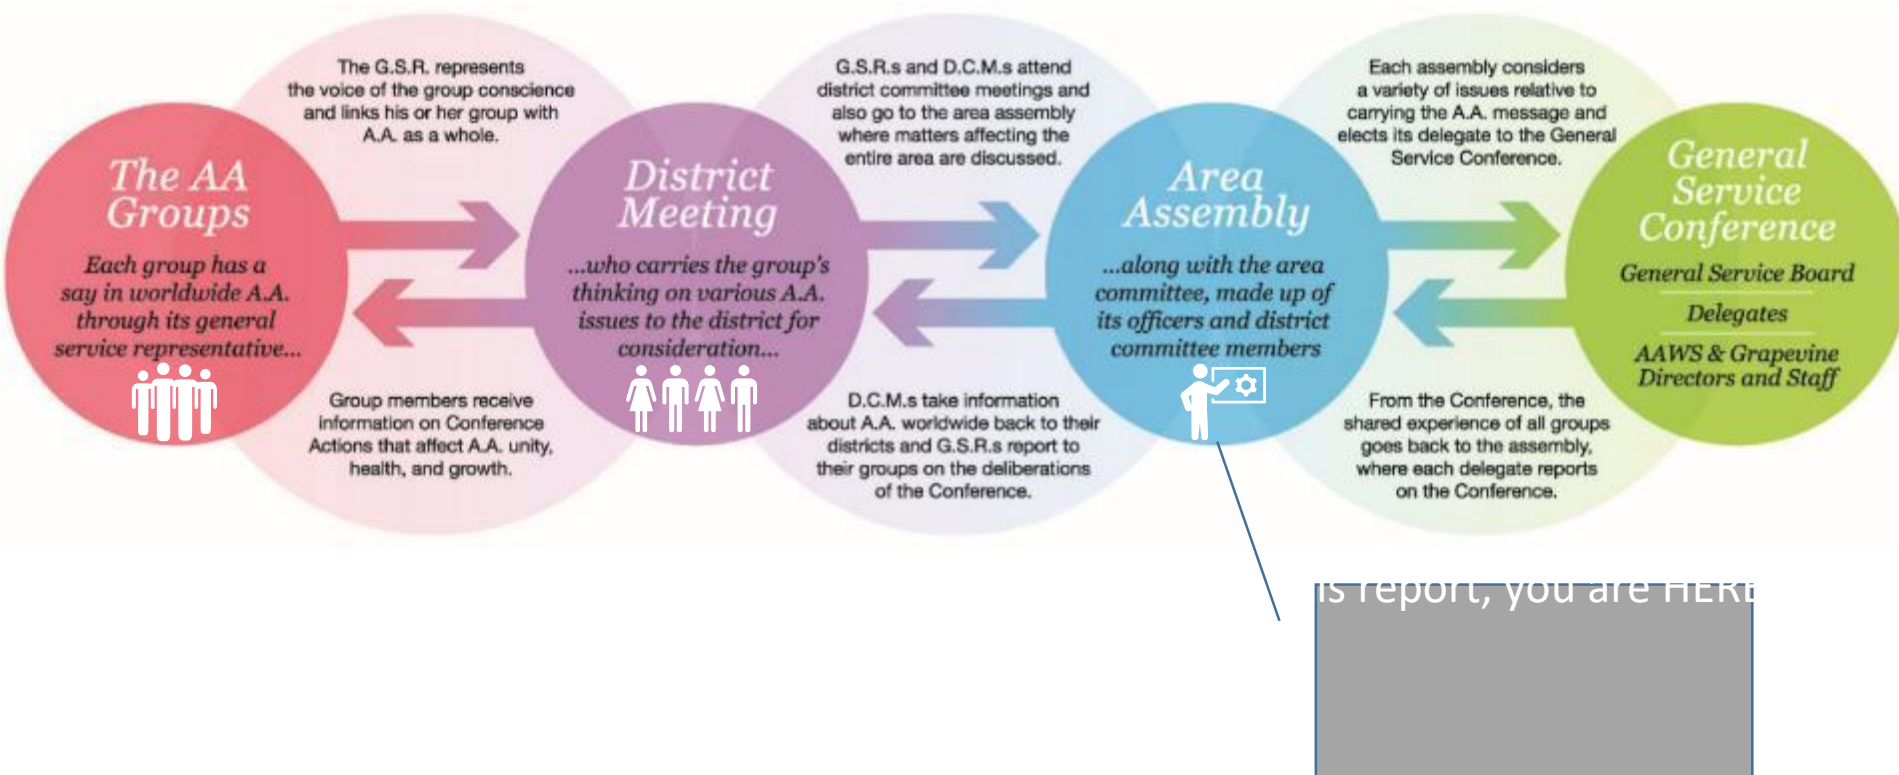 The G.S.R. represents
the voice of the group conscience
and links his or her group with
A.A. as a whole.
G.S.R.s and D.C.M.s attend
district committee meetings and
also go to the area assembly
where matters affecting the
entire area are discussed.
Each assembly considers
a variety of issues relative to
carrying the A.A. message and
elects its delegate to the General
Service Conference.
The AA
Groups
Each group has a
say in worldwide A.A.
through its general
service representative...
District
Meeting
...who carries the group's
thinking on various A.A.
issues to the district for
consideration...
Area
Assembly
...along with the area
committee, made up of
its officers and district
committee members
General
Service
Conference
General Service Board
Delegates
AAWS & Grapevine
Directors and Staff
Group members receive
information on Conference
Actions that affect A.A. unity,
health, and growth.
D.C.M.s take information
about A.A. worldwide back to their
districts and G.S.R.s report to
their groups on the deliberations
of the Conference.
From the Conference, the
shared experience of all groups
goes back to the assembly,
where each delegate reports
on the Conference.
report, you are HERE